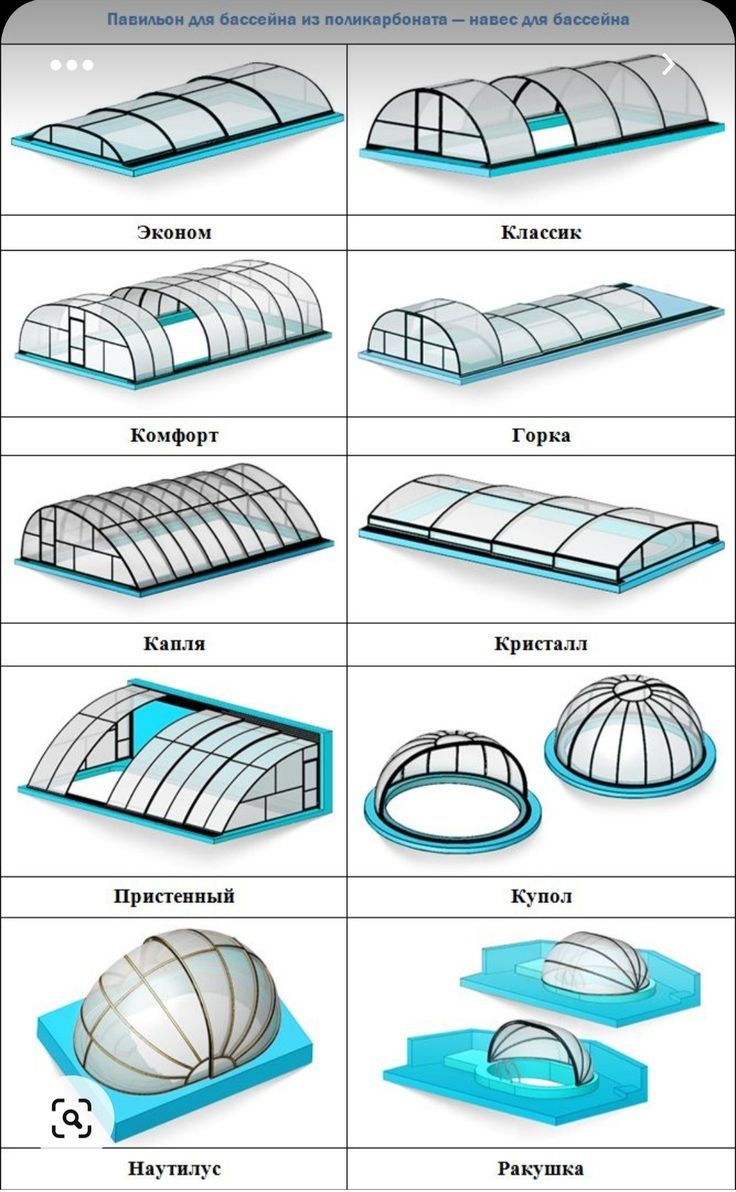 Павильон для бассейна из поликарбоната — навес для бассейна
Эконом
Классик
Комфорт
Горка
Капля
Кристалл
Пристенный
Купол
Наутилус
Ракушка